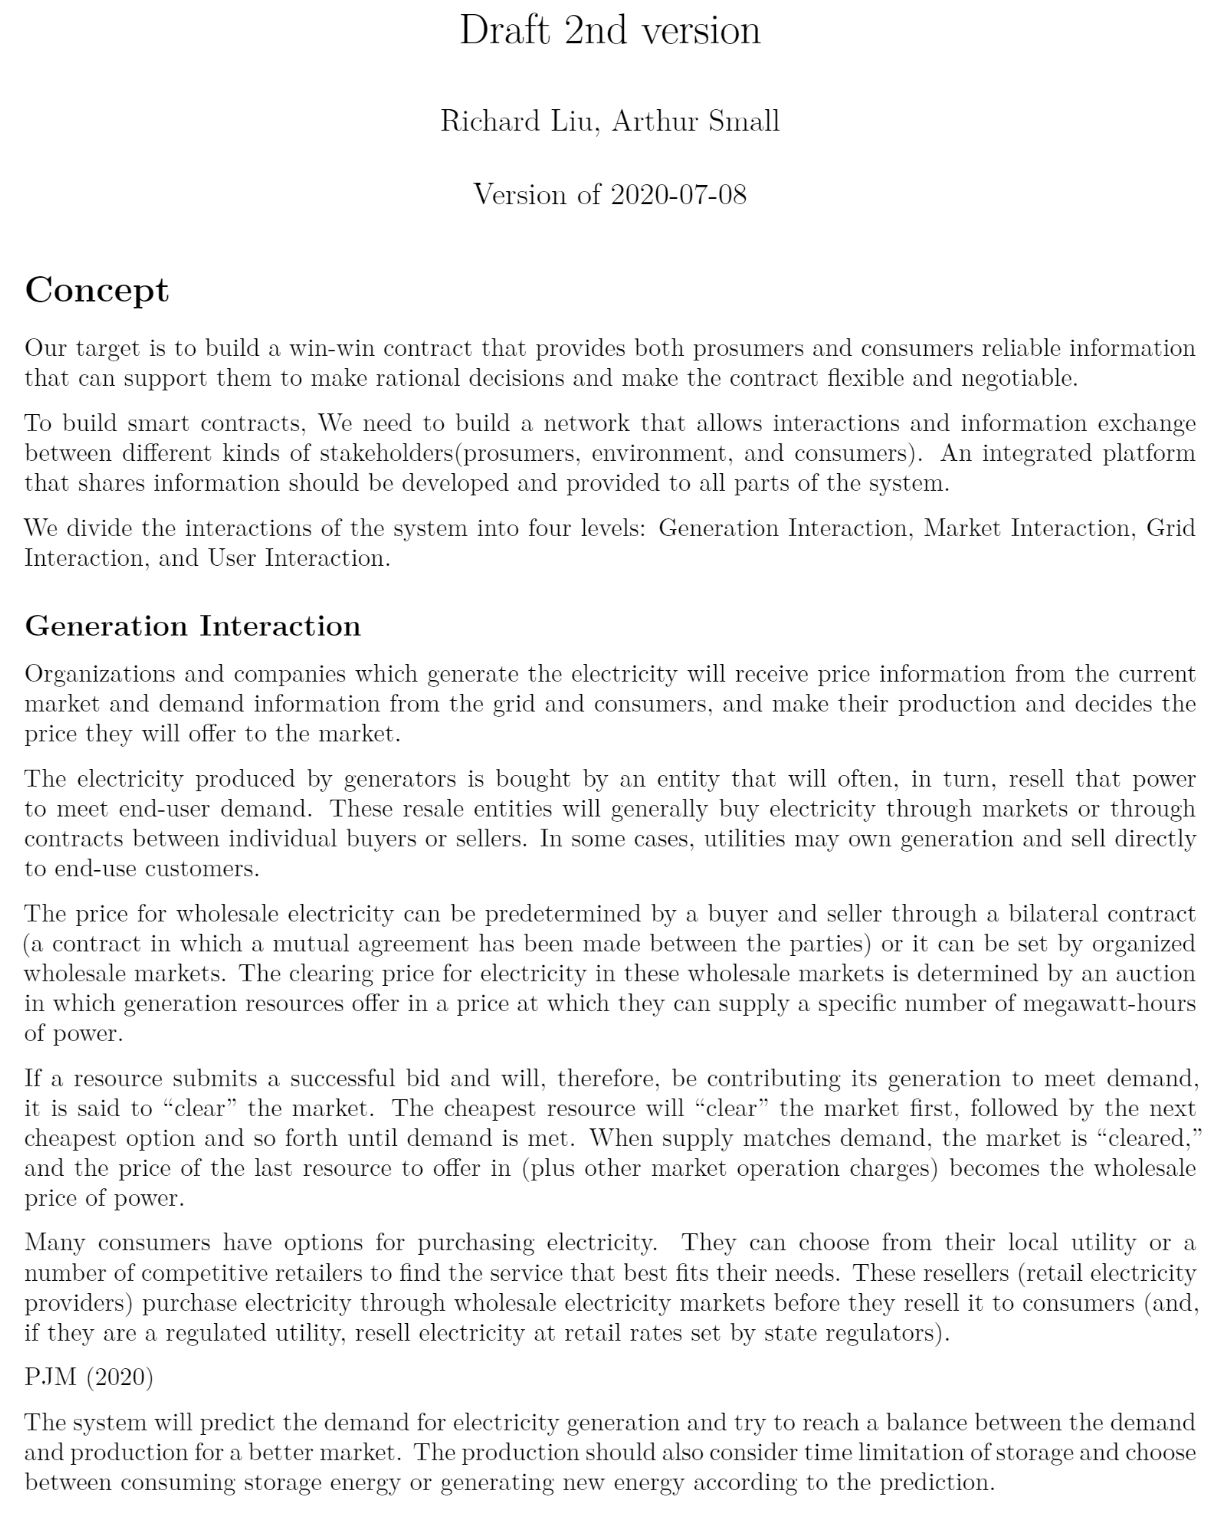 Draft 2nd version
Richard Liu, Arthur Small
Version of 2020-07-08
Concept
Our target is to build a win-win contract that provides both prosumers and consumers reliable information
that can support them to make rational decisions and make the contract flexible and negotiable.
To build smart contracts, We need to build a network that allows interactions and information exchange
between different kinds of stakeholders(prosumers, environment, and consumers). An integrated platform
that shares information should be developed and provided to all parts of the system.
We divide the interactions of the system into four levels: Generation Interaction, Market Interaction, Grid
Interaction, and User Interaction.
Generation Interaction
Organizations and companies which generate the electricity will receive price information from the current
market and demand information from the grid and consumers, and make their production and decides the
price they will offer to the market.
The electricity produced by generators is bought by an entity that will often, in turn, resell that power
to meet end-user demand. These resale entities will generally buy electricity through markets or through
contracts between individual buyers or sellers. In some cases, utilities may own generation and sell directly
to end-use customers.
The price for wholesale electricity can be predetermined by a buyer and seller through a bilateral contract
(a contract in which a mutual agreement has been made between the parties) or it can be set by organized
wholesale markets. The clearing price for electricity in these wholesale markets is determined by an auction
in which generation resources offer in a price at which they can supply a specific number of megawatt-hours
of power.
If a resource submits a successful bid and will, therefore, be contributing its generation to meet demand,
it is said to “clear” the market. The cheapest resource will “clear” the market first, followed by the next
cheapest option and so forth until demand is met. When supply matches demand, the market is “cleared,”
and the price of the last resource to offer in (plus other market operation charges) becomes the wholesale
price of power.
Many consumers have options for purchasing electricity. They can choose from their local utility or a
number of competitive retailers to find the service that best fits their needs. These resellers (retail electricity
providers) purchase electricity through wholesale electricity markets before they resell it to consumers (and,
if they are a regulated utility, resell electricity at retail rates set by state regulators).
PJM (2020)
The system will predict the demand for electricity generation and try to reach a balance between the demand
and production for a better market. The production should also consider time limitation of storage and choose
between consuming storage energy or generating new energy according to the prediction.